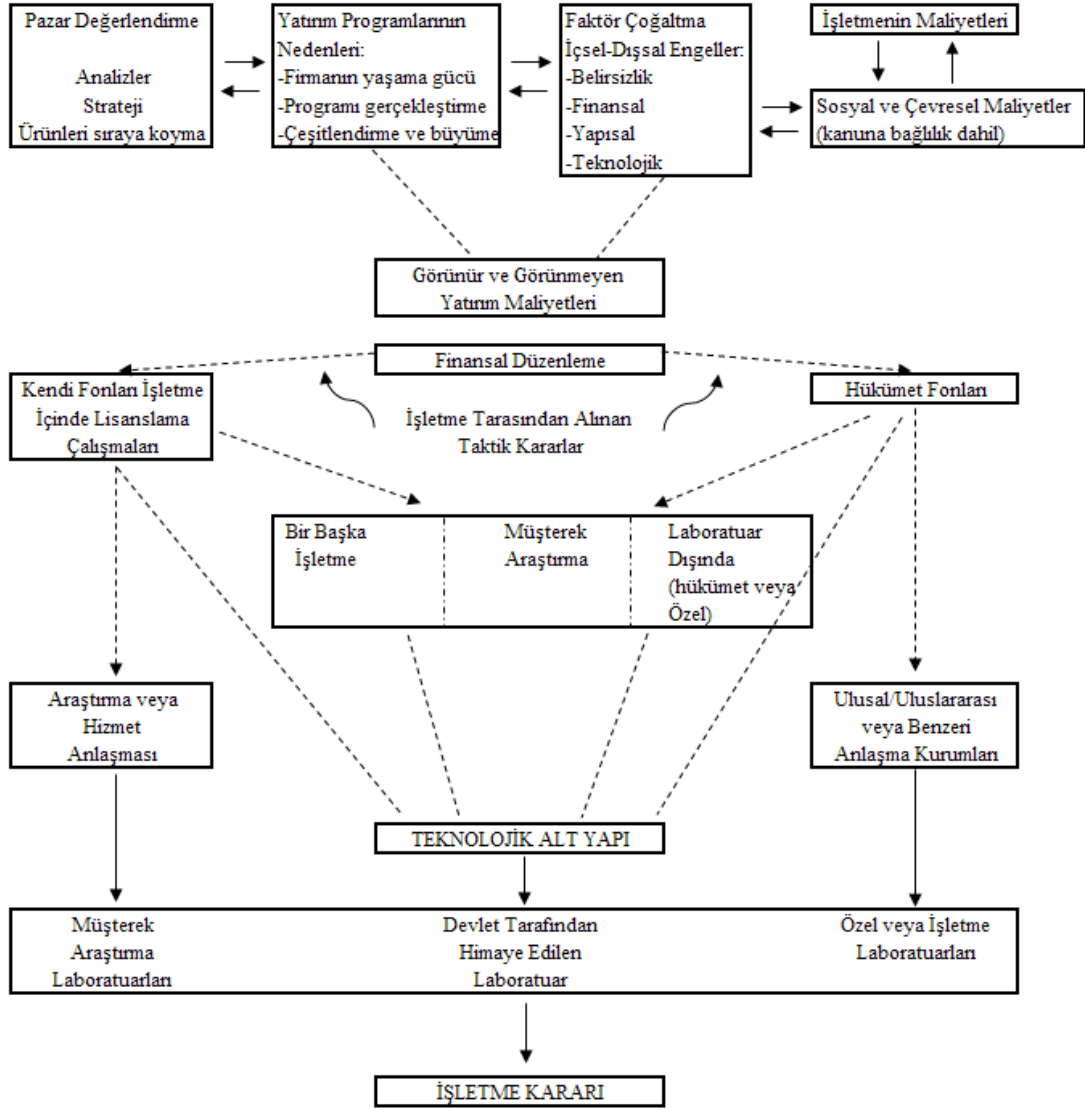 Pazar Değerlendirme
Analizler
Strateji
Ürünleri sıraya koyma
Yatırım Programlarının
Nedenleri:
-Firmanın yaşama gücü
-Programı gerçekleştirme
-Çeşitlendirme ve büyüme
Faktör Çoğaltma
İçsel-Dışsal Engeller:
-Belirsizlik
-Finansal
-Yapısal
-Teknolojik
İşletmenin Maliyetleri
Sosyal ve Çevresel Maliyetler
(kanuna bağlılık dahil)
Görünür ve Görünmeyen
Yatırım Maliyetleri
Finansal Düzenleme
Kendi Fonları İşletme
İçinde Lisanslama
Çalışmaları
Hükümet Fonları
İşletme Tarasından Alınan
Taktik Kararlar
Bir Başka
İşletme
Müşterek
Araştırma
Laboratuar
Dışında
(hükümet veya
Özel)
Araştırma veya
Hizmet
Anlaşması
Ulusal/Uluslararası
veya Benzeri
Anlaşma Kurumları
TEKNOLOJİK ALT YAPI
Müşterek
Araştırma
Laboratuarları
Devlet Tarafından
Himaye Edilen
Laboratuar
Özel veya İşletme
Laboratuarları
İŞLETME KARARI